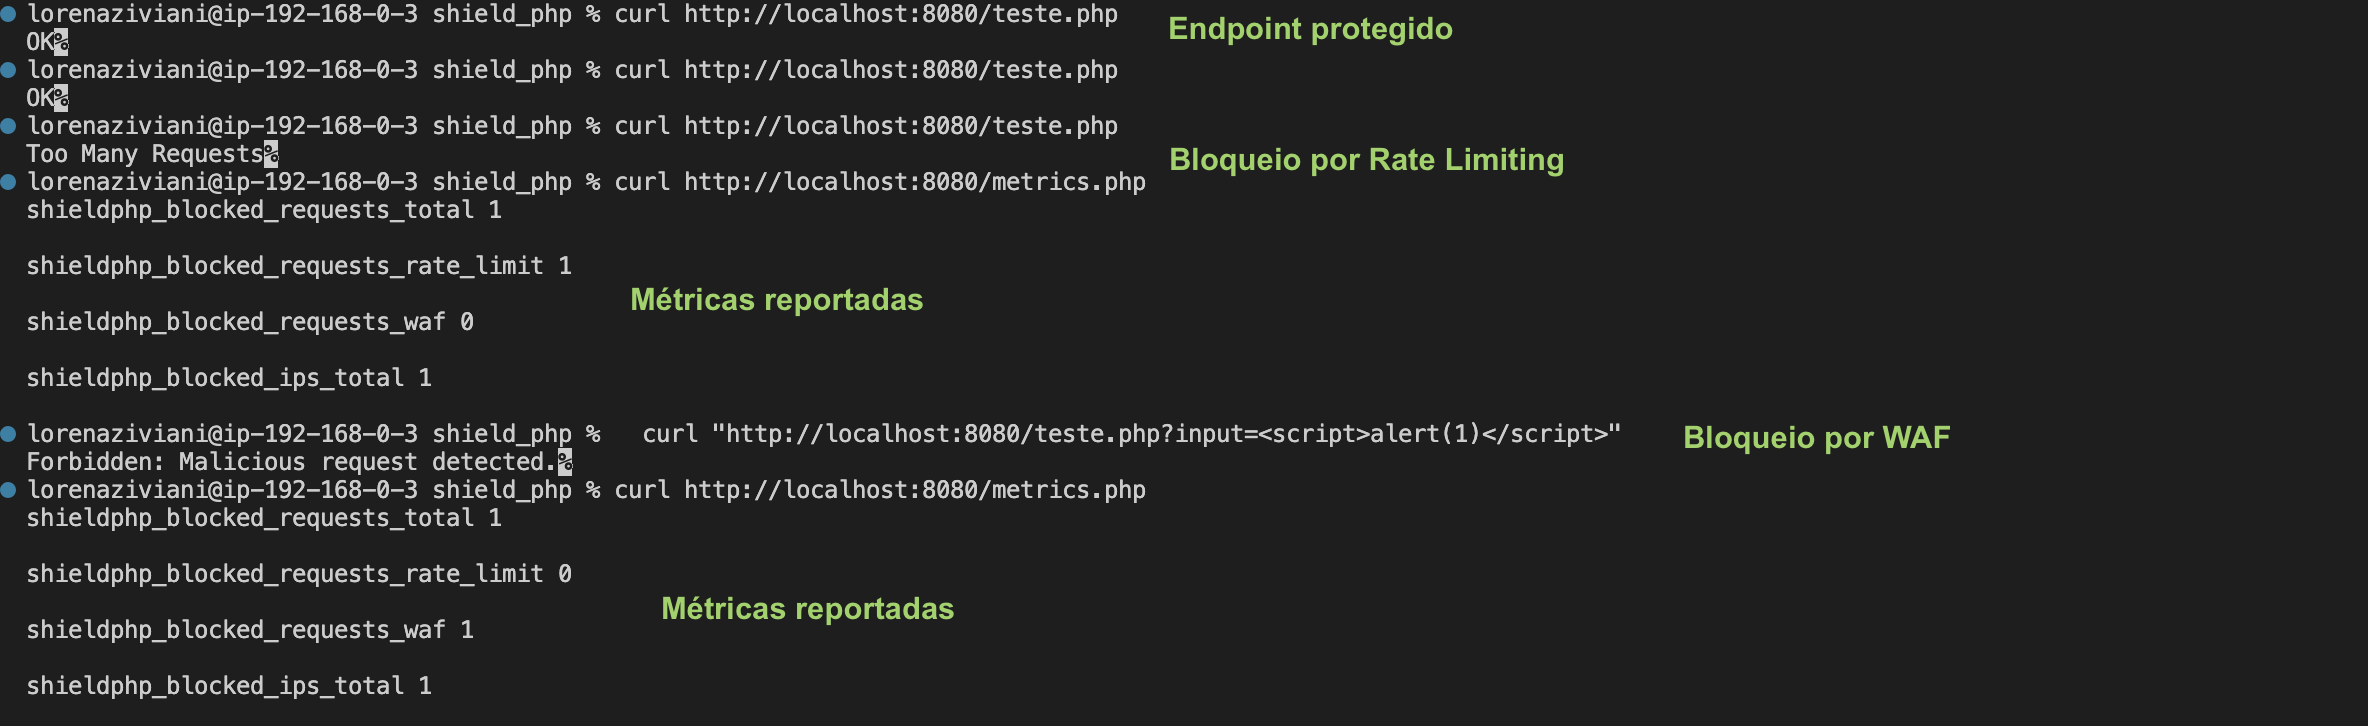 lorenaziviani@ip-192-168-0-3 shield_php % curl http://localhost:8080/teste.php
Endpoint protegido
OK%
lorenaziviani@ip-192-168-0-3 shield_php % curl http://localhost:8080/teste.php
OK%
lorenaziviani@ip-192-168-0-3 shield_php % curl http://localhost:8080/teste.php
Too Many Requests%
Bloqueio por Rate Limiting
lorenaziviani@ip-192-168-0-3 shield_php % curl http://localhost:8080/metrics.php
shieldphp_blocked_requests_total 1
shieldphp_blocked_requests_rate_limit 1
Métricas reportadas
shieldphp_blocked_requests_waf 0
shieldphp_blocked_ips_total 1
lorenaziviani@ip-192-168-0-3 shield_php %   curl "http://localhost:8080/teste.php?input=<script>alert(1)</script>"
Bloqueio por WAF
Forbidden: Malicious request detected.%
lorenaziviani@ip-192-168-0-3 shield_php % curl http://localhost:8080/metrics.php
shieldphp_blocked_requests_total 1
shieldphp_blocked_requests_rate_limit 0
Métricas reportadas
shieldphp_blocked_requests_waf 1
shieldphp_blocked_ips_total 1